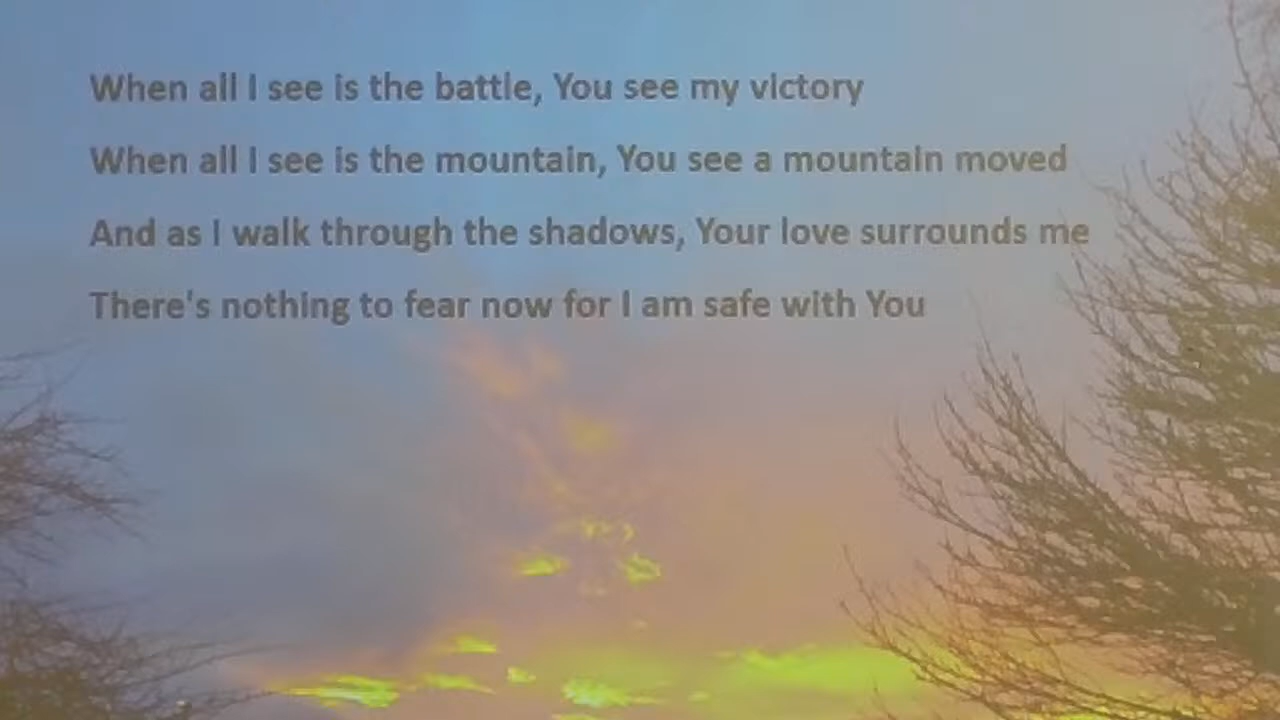 When all I see is the battle, You see my victory
When all I see is the mountain, You see a mountain moved
And as I walk through the shadows, Your love surrounds me
There's nothing to fear now for I am safe with You